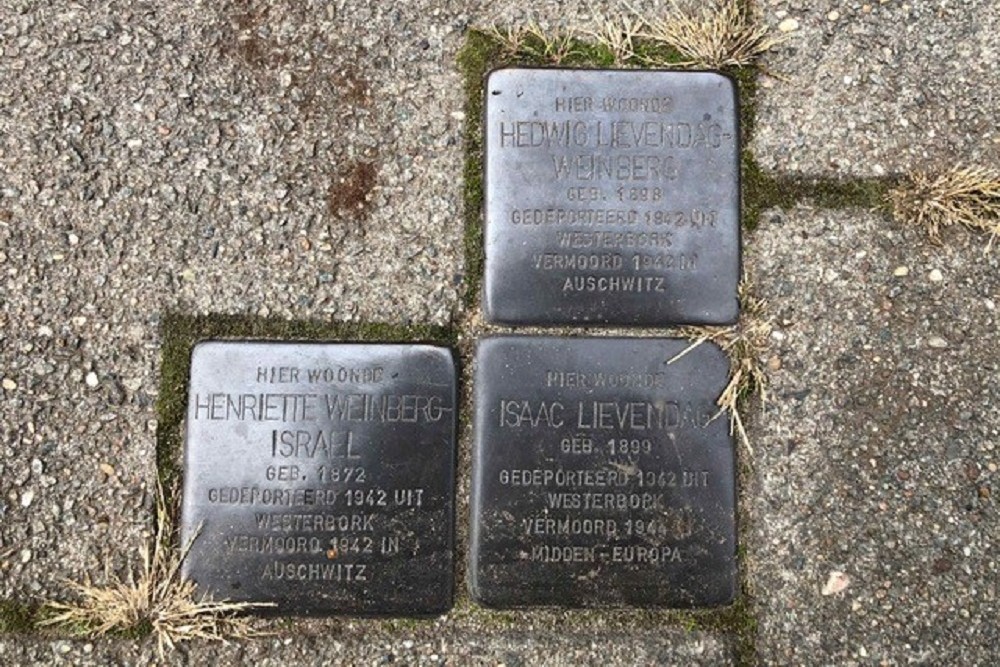 HIER WOONDE
HEDWIG LIEVENDAG-
WEINBERG
GEB. 1898
GEDEPORTEERD 1942 UIT
WESTERBORK
VERMOORD 1942 IN
AUSCHWITZ
HIER WOONDE
HENRIETTE WEINBERG-
ISRAEL
GEB. 1872
GEDEPORTEERD 1942 UIT
WESTERBORK
VERMOORD 1942 IN
AUSCHWITZ
HIER WOONDE
ISAAC LIEVENDAG
GEB. 1899
GEDEPORTEERD 1942 UIT
WESTERBORK
VERMOORD 1944 IN
MIDDEN-EUROPA